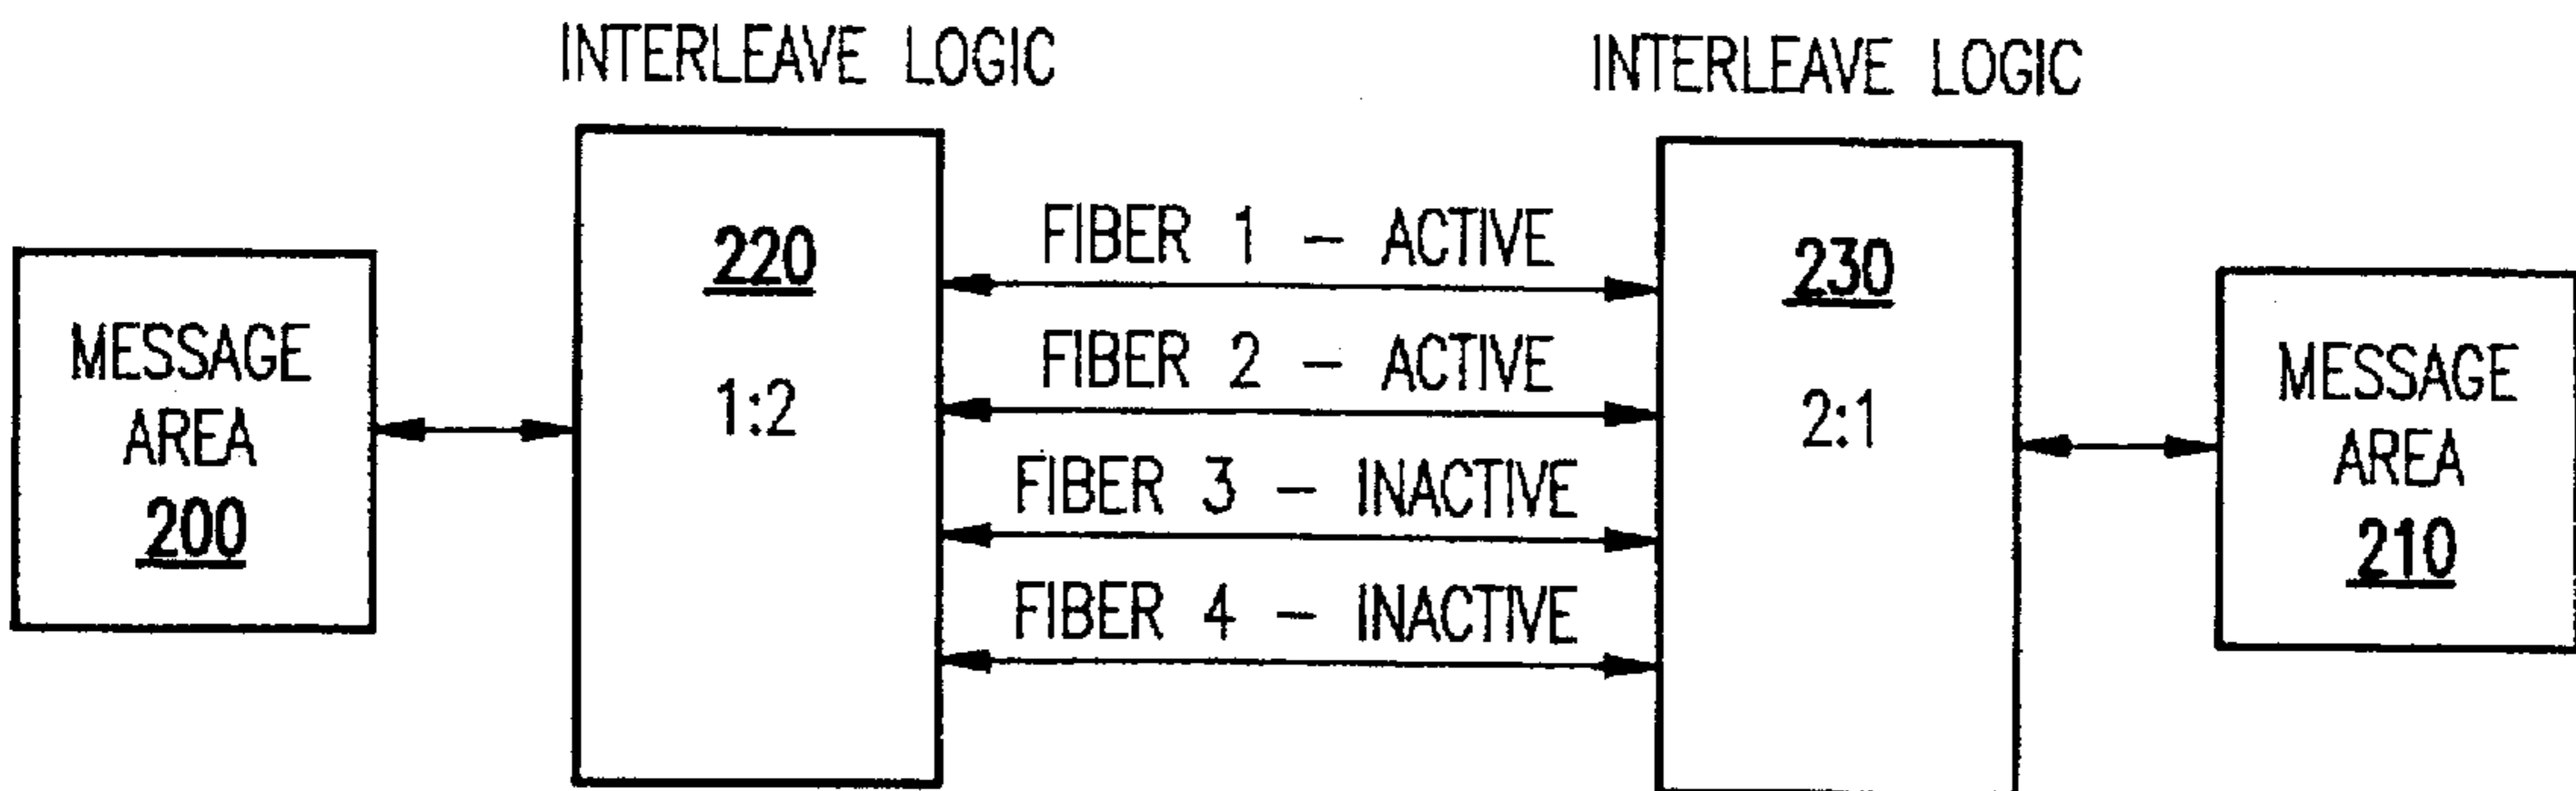 INTERLEAVE LOGIC
INTERLEAVE LOGIC
MESSAGE
AREA
200
220
1:2
FIBER 1 – ACTIVE
FIBER 2 – ACTIVE
FIBER 3 – INACTIVE
FIBER 4 – INACTIVE
230
2:1
MESSAGE
AREA
210